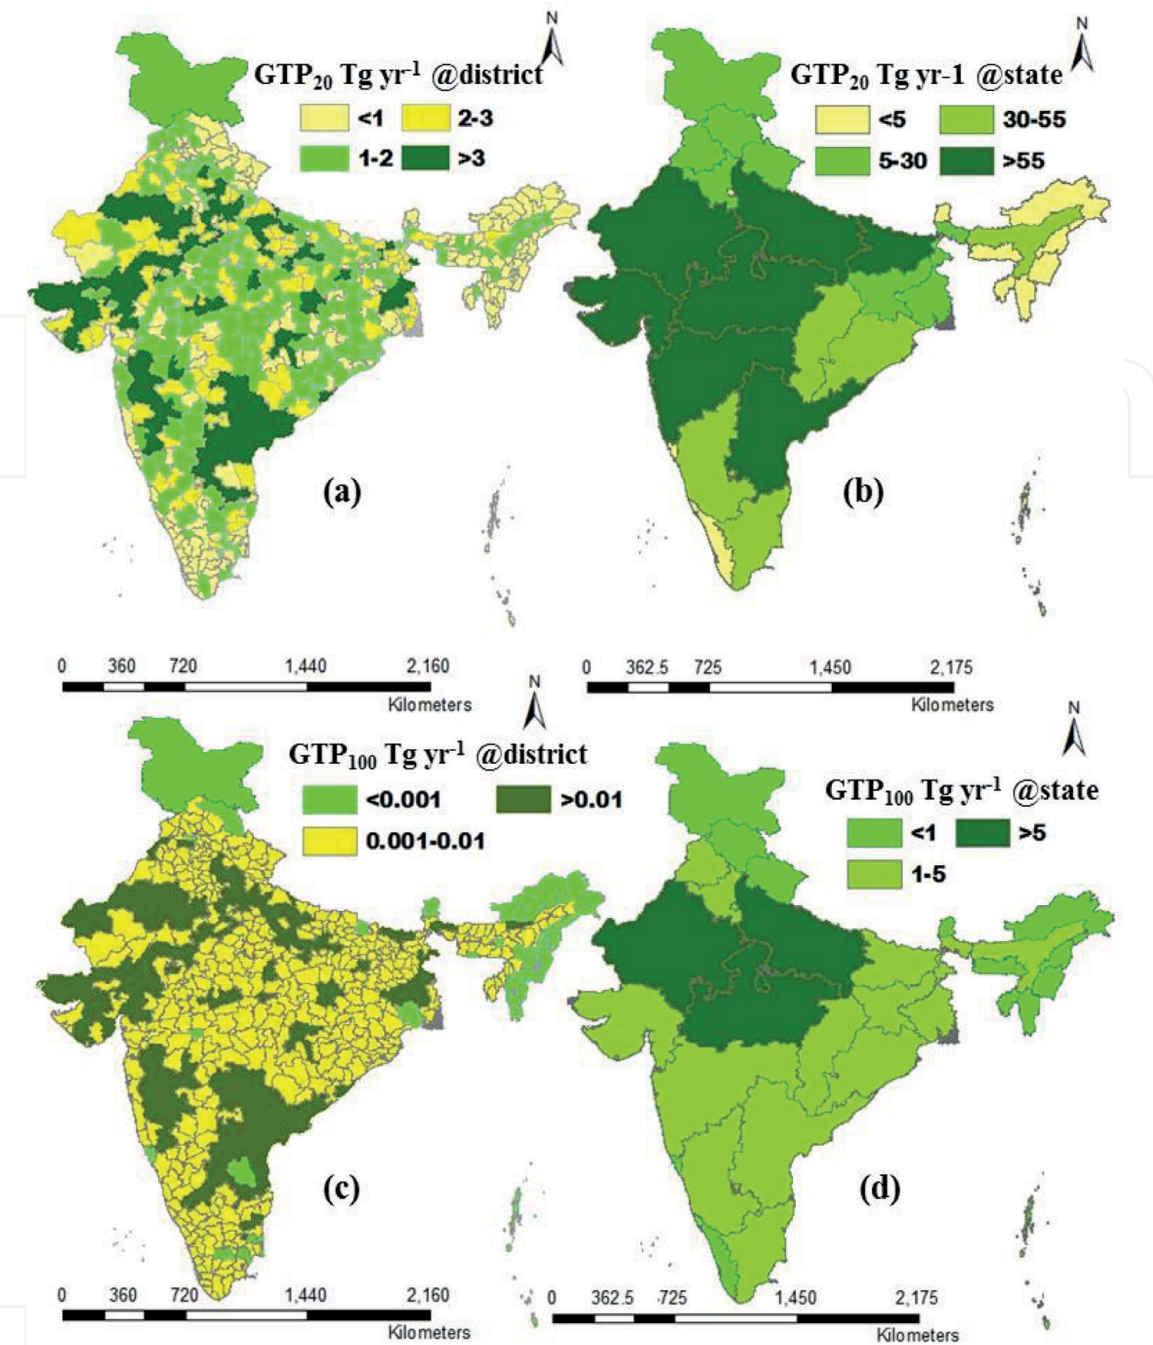 N
GTP20 Tg yr-1 @district
<1 2-3
1-2 >3
(a)
0 360 720 1,440 2,160
Kilometers
N
GTP20 Tg yr-1 @state
<5 30-55
5-30 >55
(b)
0 362.5 725 1,450 2,175
Kilometers
N
GTP100 Tg yr-1 @district
<0.001 >0.01
0.001-0.01
(c)
0 360 720 1,440 2,160
Kilometers
N
GTP100 Tg yr-1 @state
<1 >5
1-5
(d)
0 362.5 725 1,450 2,175
Kilometers